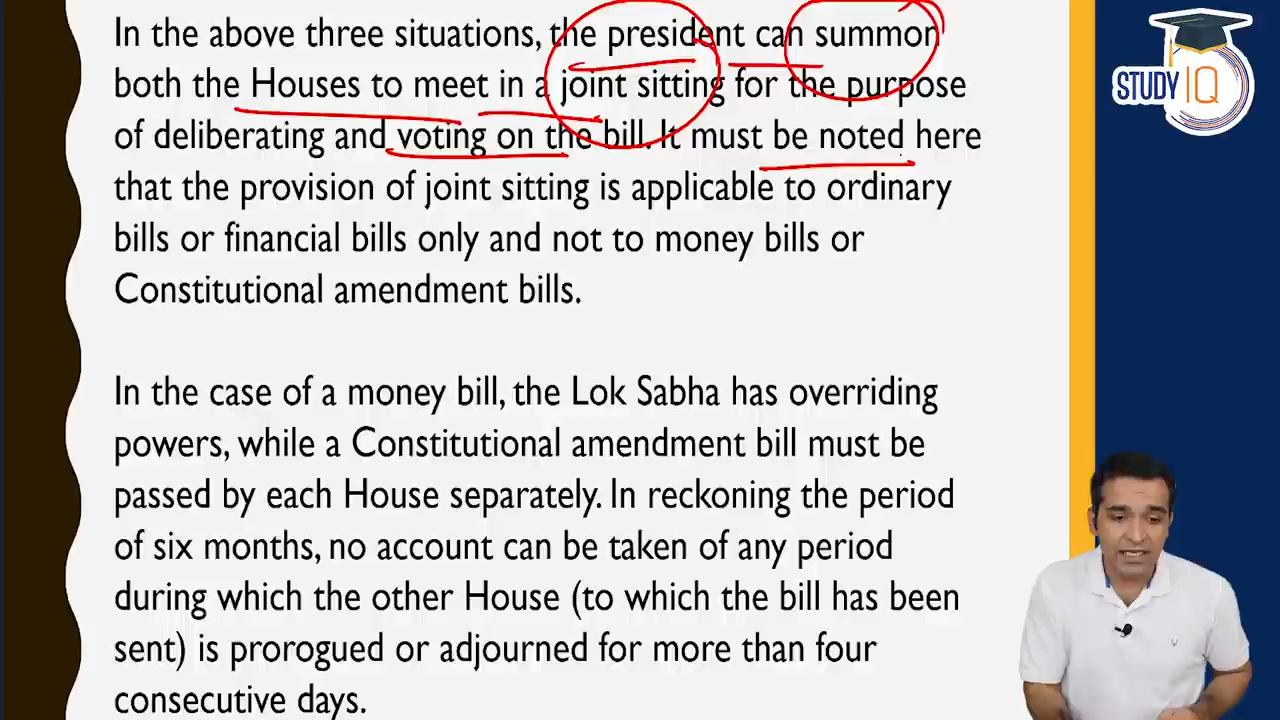 In the above three situations, the president can summon
both the Houses to meet in a joint sitting for the purpose
of deliberating and voting on the bill. It must be noted here
that the provision of joint sitting is applicable to ordinary
bills or financial bills only and not to money bills or
Constitutional amendment bills.
In the case of a money bill, the Lok Sabha has overriding
powers, while a Constitutional amendment bill must be
passed by each House separately. In reckoning the period
of six months, no account can be taken of any period
during which the other House (to which the bill has been
sent) is prorogued or adjourned for more than four
consecutive days.
STUDY IQ